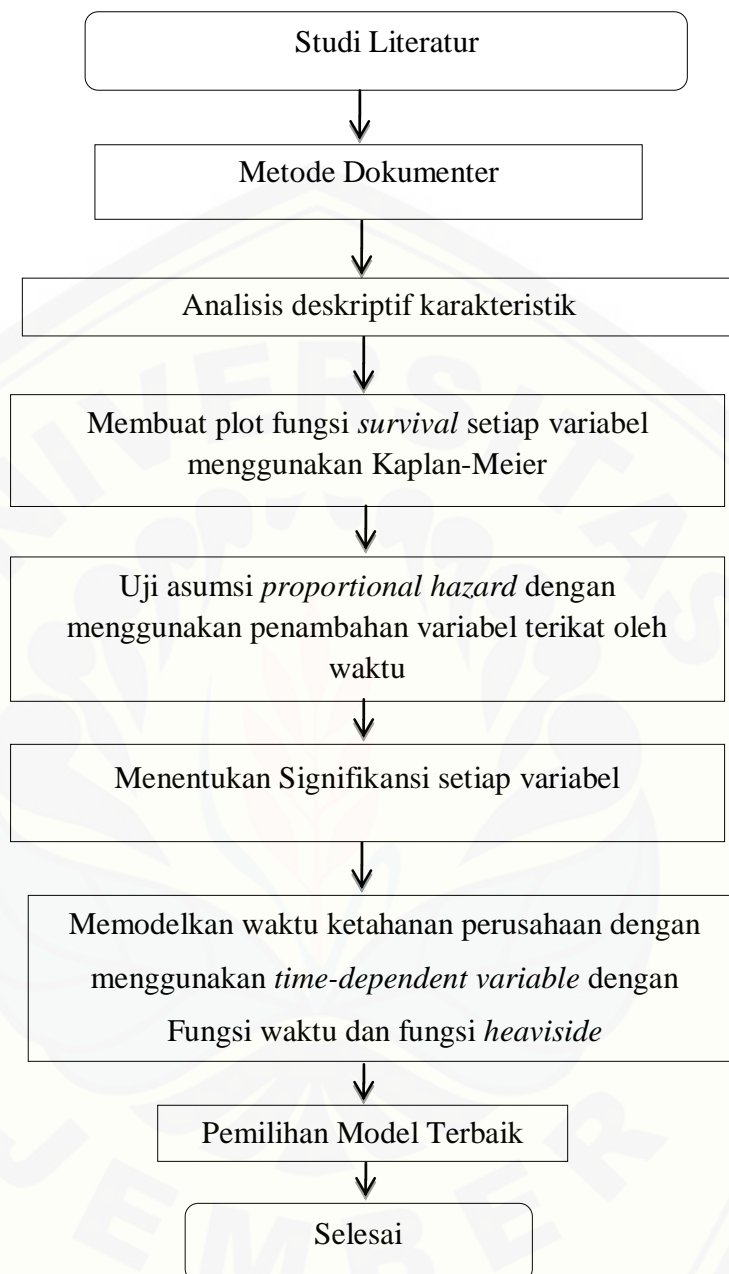 Studi Literatur
Metode Dokumenter
Analisis deskriptif karakteristik
Membuat plot fungsi survival setiap variabel
menggunakan Kaplan-Meier
Uji asumsi proportional hazard dengan
menggunakan penambahan variabel terikat oleh
waktu
Menentukan Signifikansi setiap variabel
Memodelkan waktu ketahanan perusahaan dengan
menggunakan time-dependent variable dengan
Fungsi waktu dan fungsi heaviside
Pemilihan Model Terbaik
Selesai
UNIVERSITAS
JEMBER